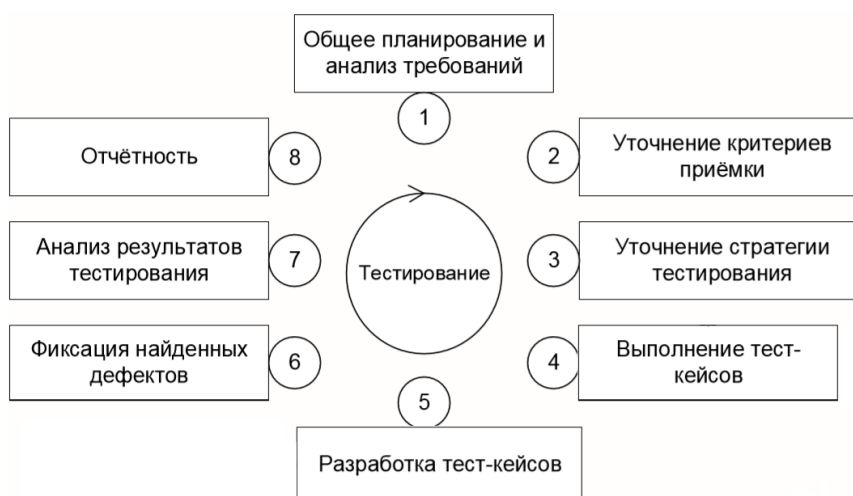 Общее планирование и
анализ требований
1
2
Уточнение критериев
приёмки
3
Уточнение стратегии
тестирования
4
Выполнение тест-
кейсов
5
Разработка тест-кейсов
6
Фиксация найденных
дефектов
7
Анализ результатов
тестирования
8
Отчётность
Тестирование